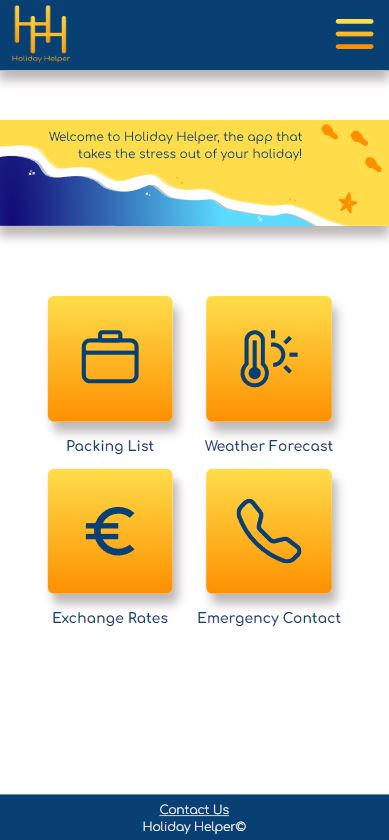 HH
Holiday Helper
Welcome to Holiday Helper, the app that
takes the stress out of your holiday!
Packing List
Weather Forecast
€
Exchange Rates
Emergency Contact
Contact Us
Holiday Helper©